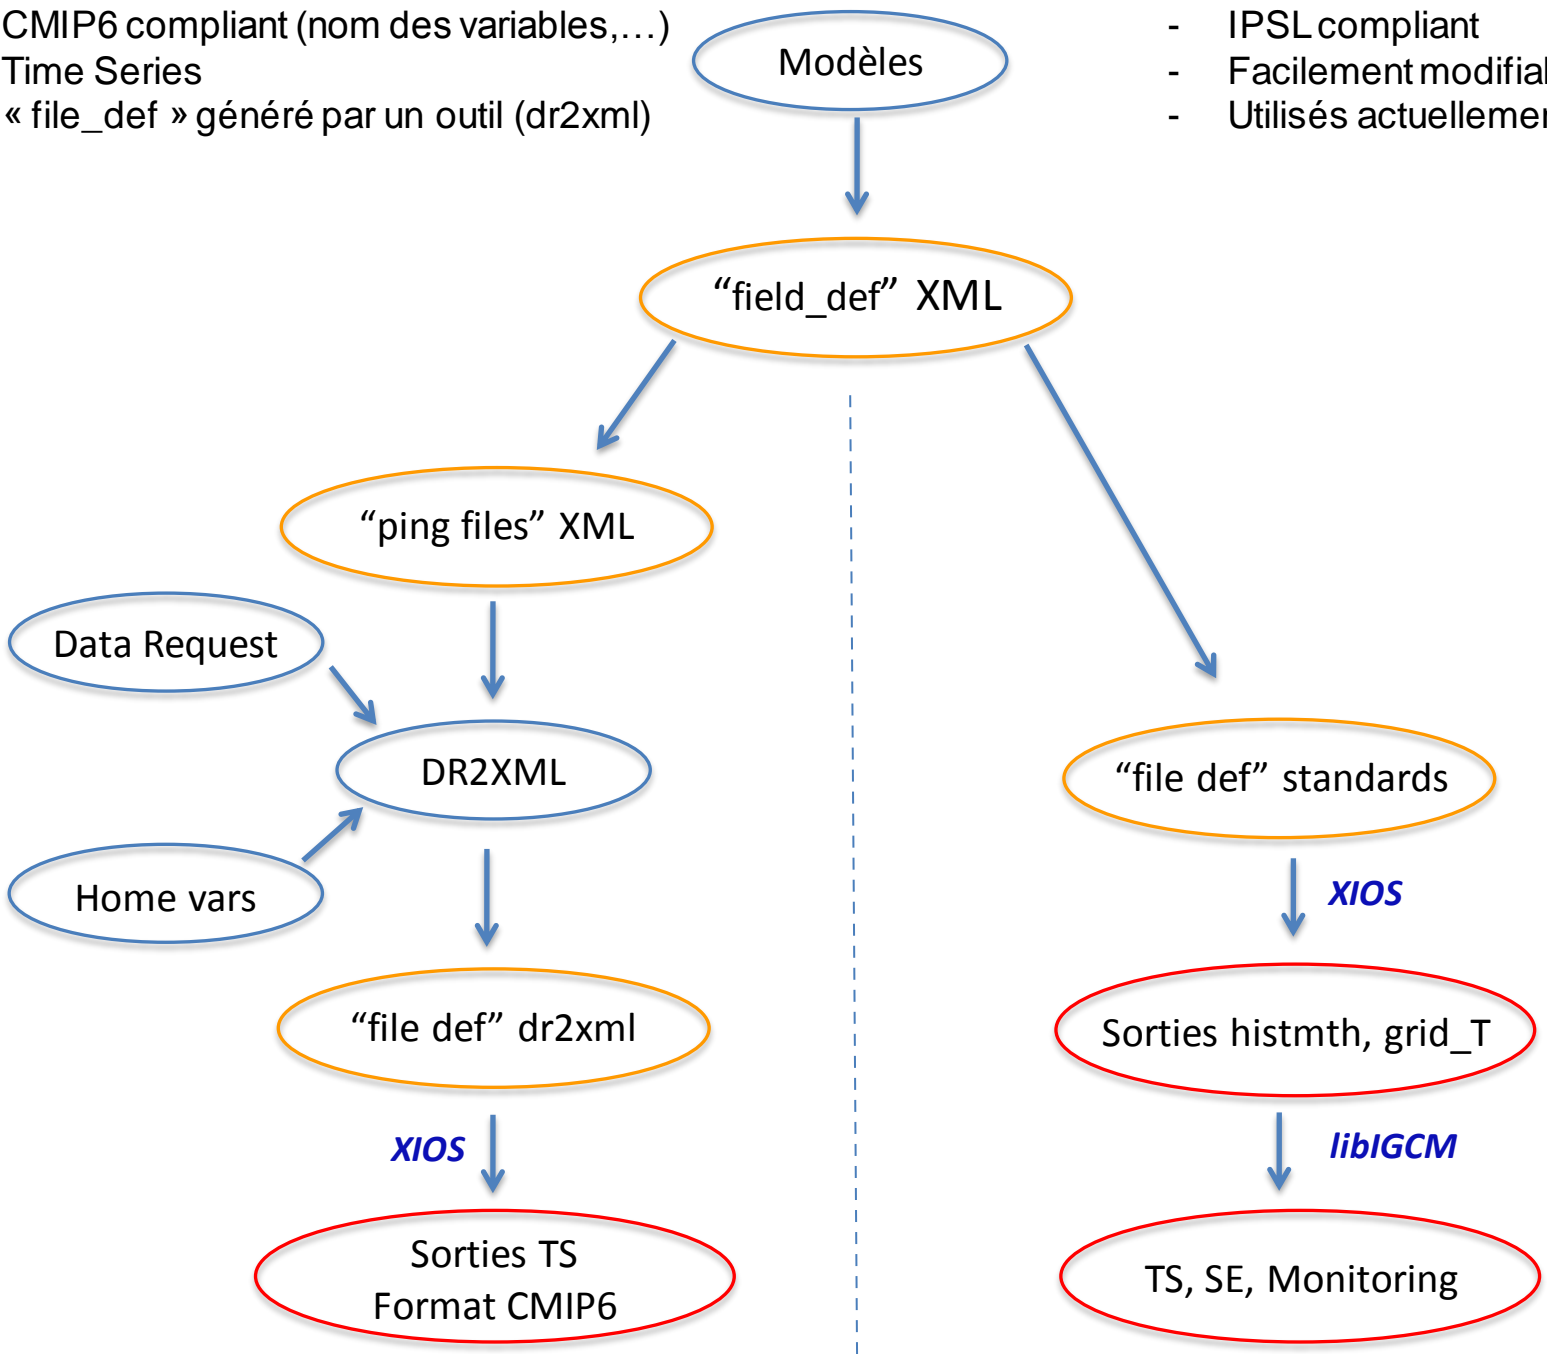 CMIP6 compliant (nom des variables,…)
Time Series
« file_def » généré par un outil (dr2xml)
Modèles
- IPSL compliant
- Facilement
- Utilisés
“field_def” XML
“ping files” XML
Data Request
DR2XML
“file def” standards
Home vars
XIOS
“file def” dr2xml
Sorties histmth, grid_T
XIOS
libIGCM
Sorties TS
Format CMIP6
TS, SE, Monitoring